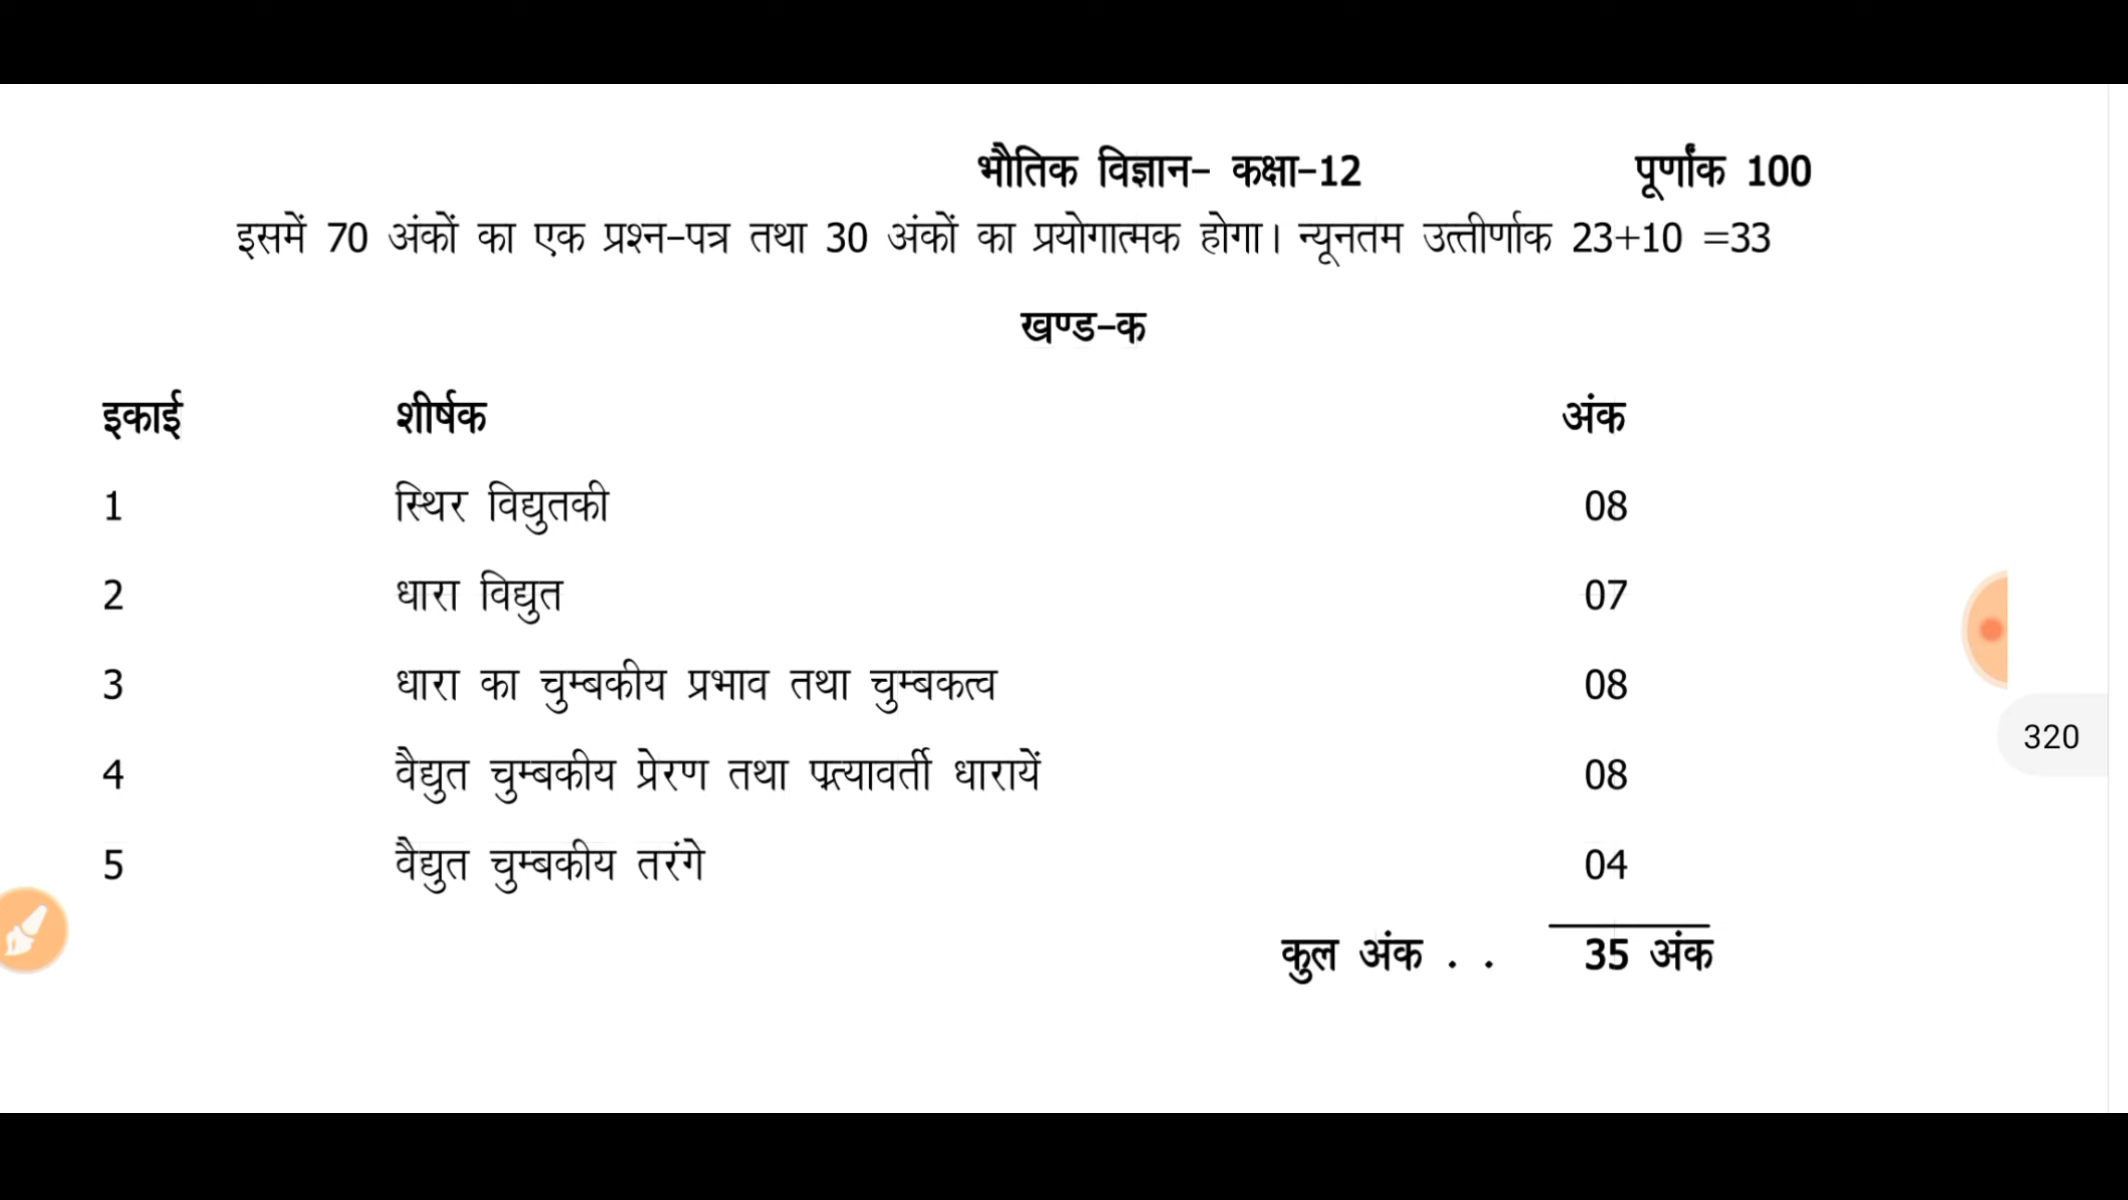 भौतिक विज्ञान- कक्षा-12 पूर्णांक 100
इसमें 70 अंकों का एक प्रश्न-पत्र तथा 30 अंकों का प्रयोगात्मक होगा। न्यूनतम उत्तीर्णाक 23+10 =33
खण्ड-क
इकाई शीर्षक अंक
1 स्थिर विद्युतकी 08
2 धारा विद्युत 07
3 धारा का चुम्बकीय प्रभाव तथा चुम्बकत्व 08
4 वैद्युत चुम्बकीय प्रेरण तथा प्रत्यावर्ती धारायें 08
320
5 वैद्युत चुम्बकीय तरंगे 04
कुल अंक . . 35 अंक